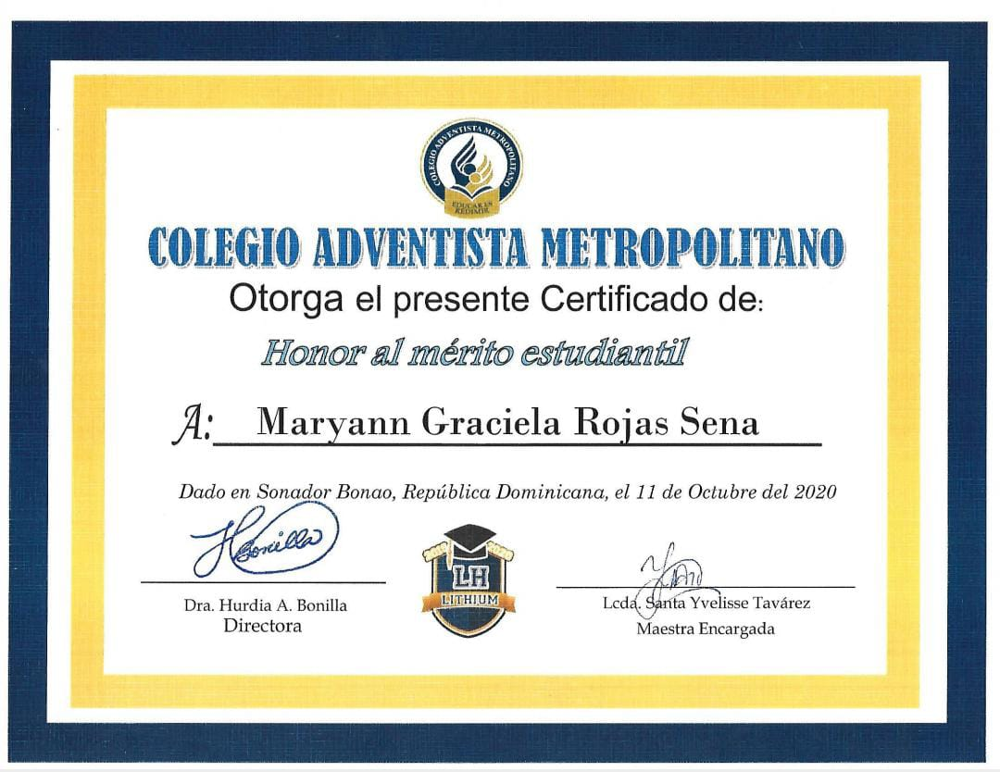 COLEGIO ADVENTISTA METROPOLITANO
EDUCAR ES
REDIMIR
COLEGIO ADVENTISTA METROPOLITANO
Otorga el presente Certificado de:
Honor al mérito estudiantil
A: Maryann Graciela Rojas Sena
Dado en Sonador Bonao, República Dominicana, el 11 de Octubre del 2020
HBonilla
LH
LITHIUM
Dra. Hurdia A. Bonilla
Directora
Lcda. Santa Yvelisse Tavárez
Maestra Encargada